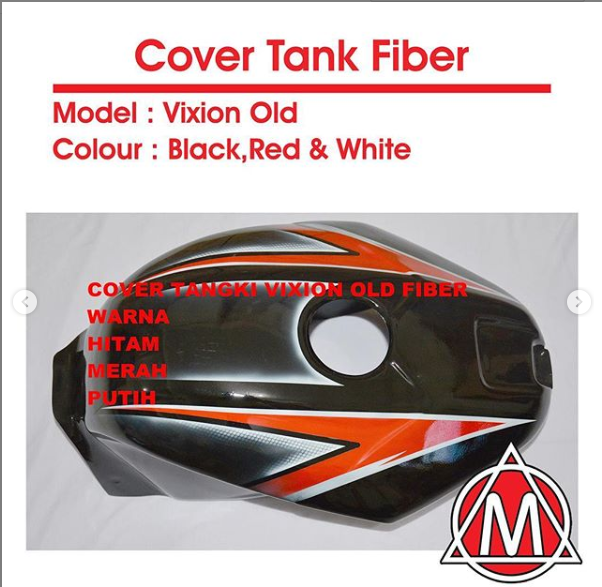 Cover Tank Fiber
Model : Vixion Old
Colour : Black,Red & White
COVER TANGKI VIXION OLD FIBER
WARNA
HITAM
MERAH
PUTIH
M